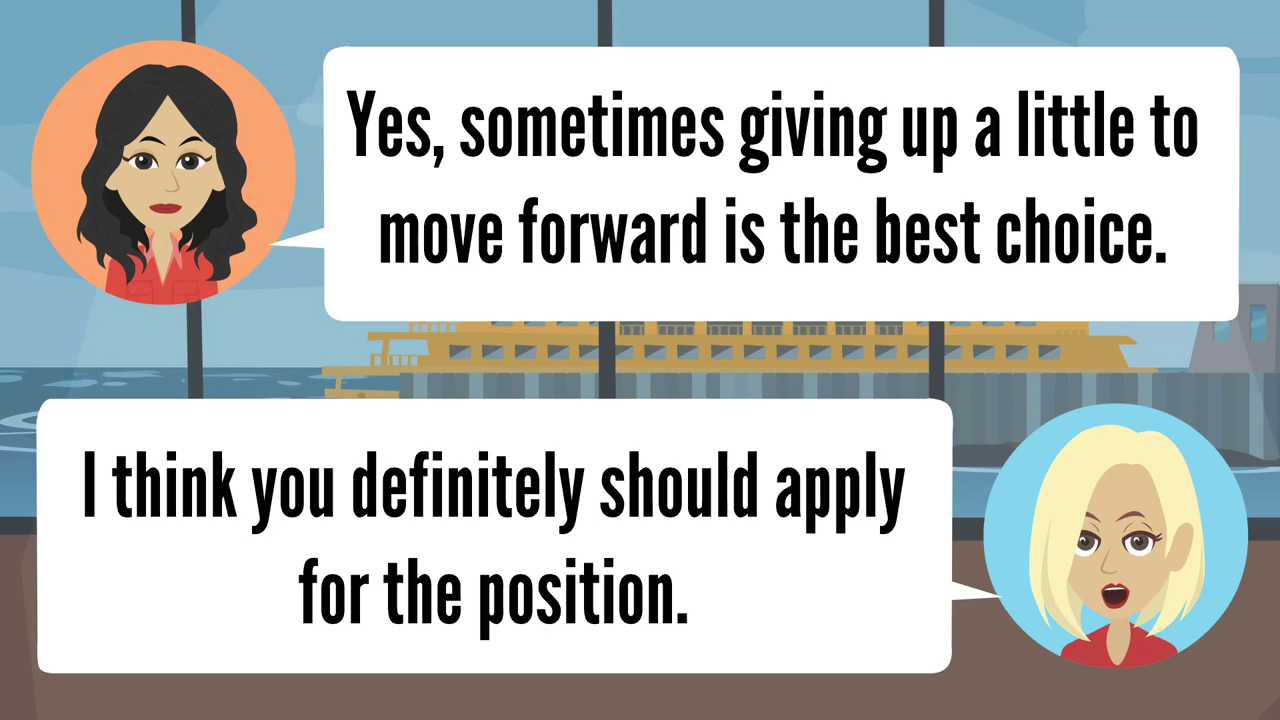 Yes, sometimes giving up a little to
move forward is the best choice.
I think you definitely should apply
for the position.